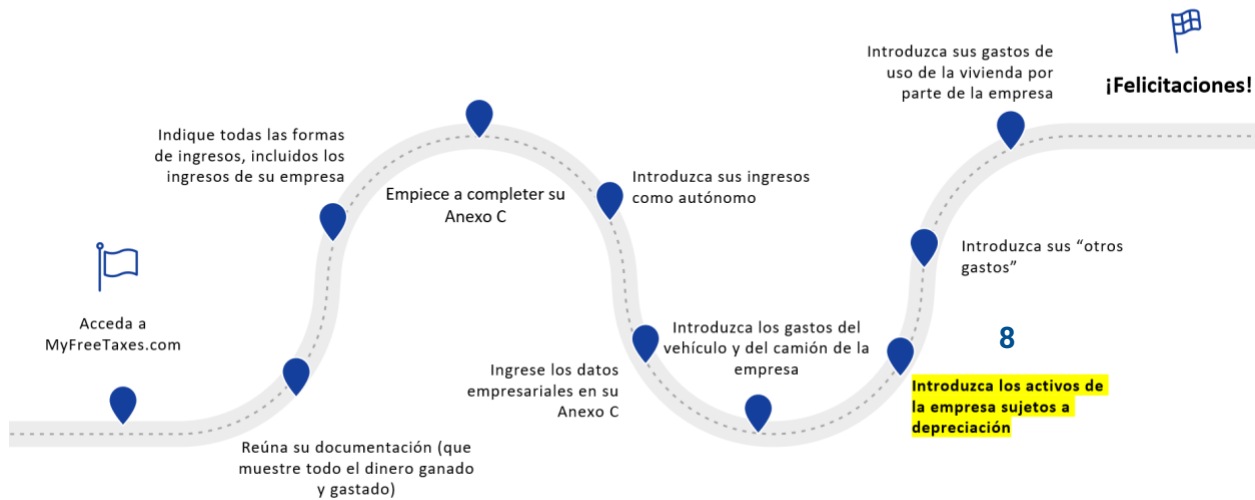 Acceda a
MyFreeTaxes.com
Reúna su documentación (que
muestre todo el dinero ganado
y gastado)
Indique todas las formas
de ingresos, incluidos los
ingresos de su empresa
Empiece a completer su
Anexo C
Introduzca sus ingresos
como autónomo
Ingrese los datos
empresariales en su
Anexo C
Introduzca los gastos del
vehículo y del camión de la
empresa
8
Introduzca los activos de
la empresa sujetos a
depreciación
Introduzca sus “otros
gastos”
Introduzca sus gastos de
uso de la vivienda por
parte de la empresa
¡Felicitaciones!